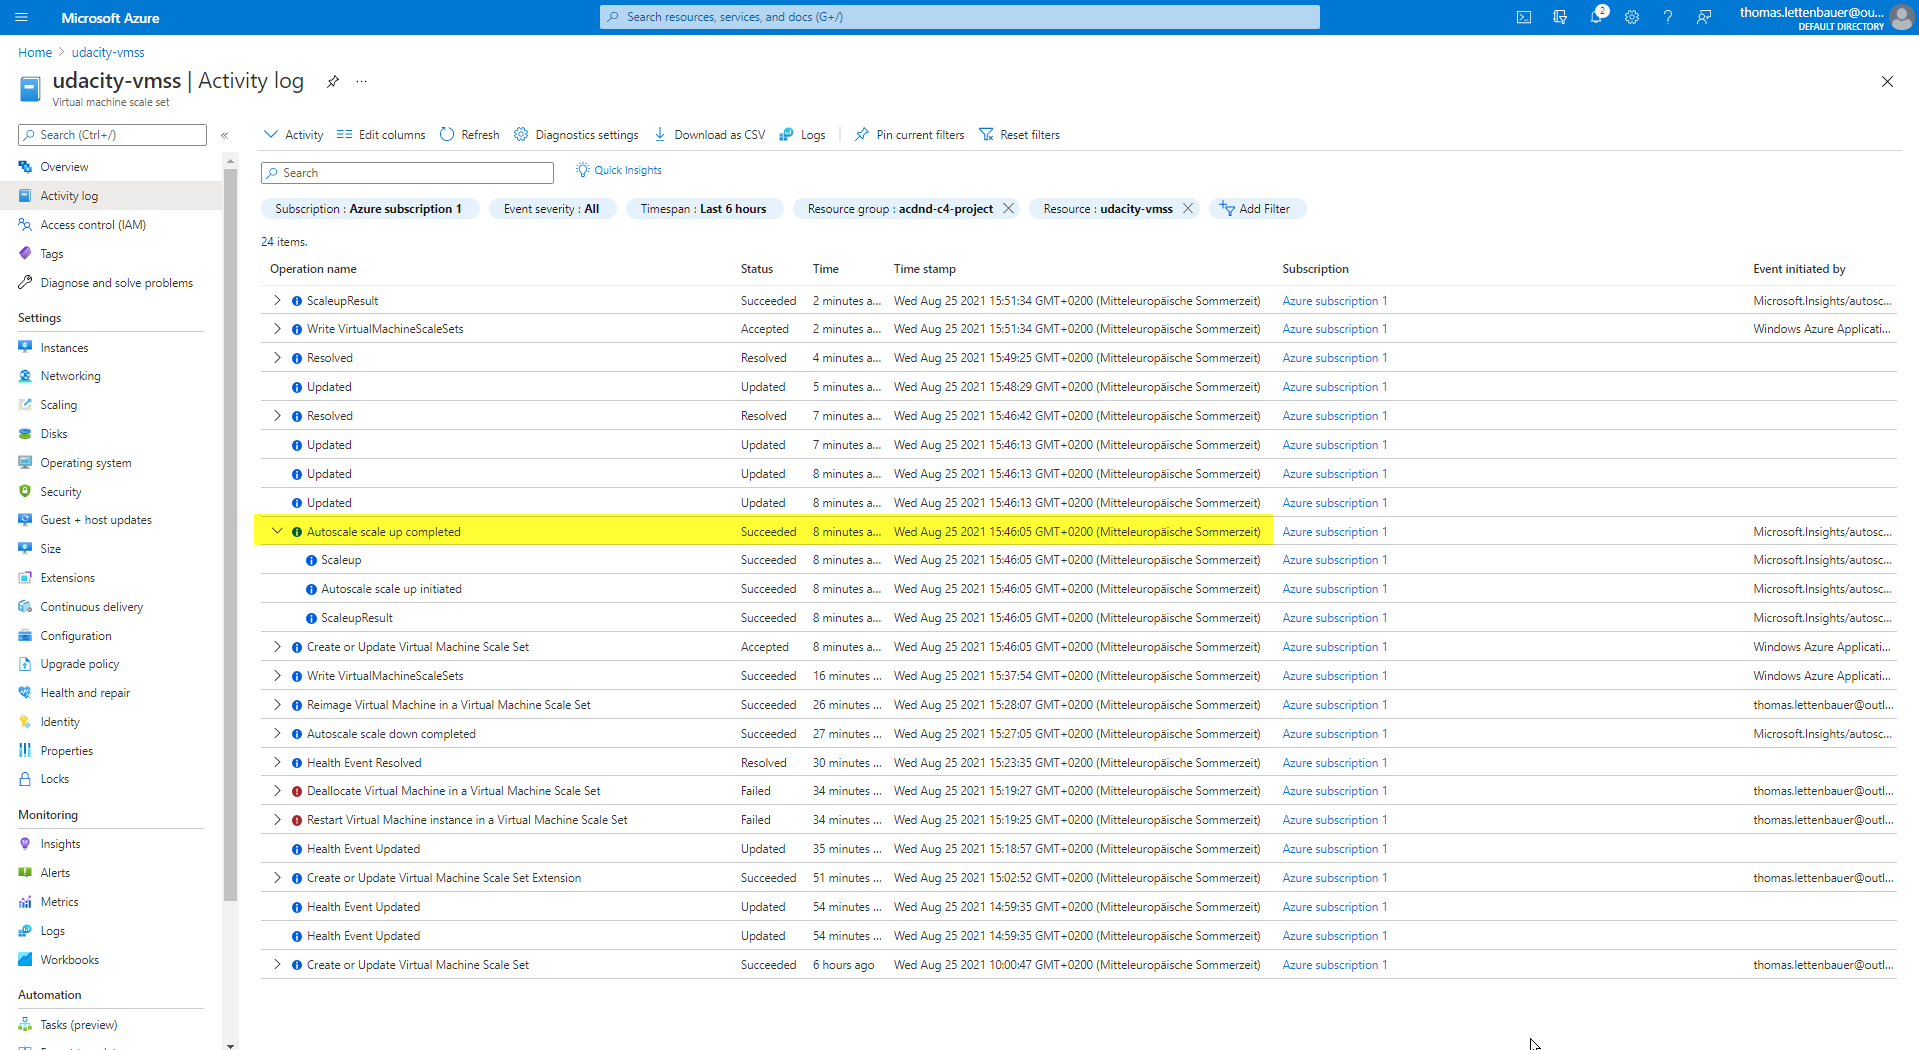 Microsoft Azure
Search resources, services, and docs (G+/)
2
thomas.lettenbauer@ou...
DEFAULT DIRECTORY
Home > udacity-vmss
udacity-vmss | Activity log
Virtual machine scale set
Search (Ctrl+/)
«
Overview
Activity log
Access control (IAM)
Tags
Diagnose and solve problems
Settings
Instances
Networking
Scaling
Disks
Operating system
Security
Guest + host updates
Size
Extensions
Continuous delivery
Configuration
Upgrade policy
Health and repair
Identity
Properties
Locks
Monitoring
Insights
Alerts
Metrics
Logs
Workbooks
Automation
Tasks (preview)
Activity Edit columns Refresh Diagnostics settings Download as CSV Logs Pin current filters Reset filters
Search Quick Insights
Subscription : Azure subscription 1 Event severity : All Timespan : Last 6 hours Resource group : acdnd-c4-project Resource : udacity-vmss Add Filter
24 items.
Operation name Status Time Time stamp Subscription Event initiated by
ScaleupResult Succeeded 2 minutes a... Wed Aug 25 2021 15:51:34 GMT+0200 (Mitteleuropäische Sommerzeit) Azure subscription 1 Microsoft.Insights/autosc...
Write VirtualMachineScaleSets Accepted 2 minutes a... Wed Aug 25 2021 15:51:34 GMT+0200 (Mitteleuropäische Sommerzeit) Azure subscription 1 Windows Azure Applicati...
Resolved Resolved 4 minutes a... Wed Aug 25 2021 15:49:25 GMT+0200 (Mitteleuropäische Sommerzeit) Azure subscription 1
Updated Updated 5 minutes a... Wed Aug 25 2021 15:48:29 GMT+0200 (Mitteleuropäische Sommerzeit) Azure subscription 1
Resolved Resolved 7 minutes a... Wed Aug 25 2021 15:46:42 GMT+0200 (Mitteleuropäische Sommerzeit) Azure subscription 1
Updated Updated 7 minutes a... Wed Aug 25 2021 15:46:13 GMT+0200 (Mitteleuropäische Sommerzeit) Azure subscription 1
Updated Updated 8 minutes a... Wed Aug 25 2021 15:46:13 GMT+0200 (Mitteleuropäische Sommerzeit) Azure subscription 1
Updated Updated 8 minutes a... Wed Aug 25 2021 15:46:13 GMT+0200 (Mitteleuropäische Sommerzeit) Azure subscription 1
Autoscale scale up completed Succeeded 8 minutes a... Wed Aug 25 2021 15:46:05 GMT+0200 (Mitteleuropäische Sommerzeit) Azure subscription 1 Microsoft.Insights/autosc...
Scaleup Succeeded 8 minutes a... Wed Aug 25 2021 15:46:05 GMT+0200 (Mitteleuropäische Sommerzeit) Azure subscription 1 Microsoft.Insights/autosc...
Autoscale scale up initiated Succeeded 8 minutes a... Wed Aug 25 2021 15:46:05 GMT+0200 (Mitteleuropäische Sommerzeit) Azure subscription 1 Microsoft.Insights/autosc...
ScaleupResult Succeeded 8 minutes a... Wed Aug 25 2021 15:46:05 GMT+0200 (Mitteleuropäische Sommerzeit) Azure subscription 1 Microsoft.Insights/autosc...
Create or Update Virtual Machine Scale Set Accepted 8 minutes a... Wed Aug 25 2021 15:46:05 GMT+0200 (Mitteleuropäische Sommerzeit) Azure subscription 1 Windows Azure Applicati...
Write VirtualMachineScaleSets Succeeded 16 minutes ... Wed Aug 25 2021 15:37:54 GMT+0200 (Mitteleuropäische Sommerzeit) Azure subscription 1 Windows Azure Applicati...
Reimage Virtual Machine in a Virtual Machine Scale Set Succeeded 26 minutes ... Wed Aug 25 2021 15:28:07 GMT+0200 (Mitteleuropäische Sommerzeit) Azure subscription 1 thomas.lettenbauer@outl...
Autoscale scale down completed Succeeded 27 minutes ... Wed Aug 25 2021 15:27:05 GMT+0200 (Mitteleuropäische Sommerzeit) Azure subscription 1 Microsoft.Insights/autosc...
Health Event Resolved Resolved 30 minutes ... Wed Aug 25 2021 15:23:35 GMT+0200 (Mitteleuropäische Sommerzeit) Azure subscription 1
Deallocate Virtual Machine in a Virtual Machine Scale Set Failed 34 minutes ... Wed Aug 25 2021 15:19:27 GMT+0200 (Mitteleuropäische Sommerzeit) Azure subscription 1 thomas.lettenbauer@outl...
Restart Virtual Machine instance in a Virtual Machine Scale Set Failed 34 minutes ... Wed Aug 25 2021 15:19:25 GMT+0200 (Mitteleuropäische Sommerzeit) Azure subscription 1 thomas.lettenbauer@outl...
Health Event Updated Updated 35 minutes ... Wed Aug 25 2021 15:18:57 GMT+0200 (Mitteleuropäische Sommerzeit) Azure subscription 1
Create or Update Virtual Machine Scale Set Extension Succeeded 51 minutes ... Wed Aug 25 2021 15:02:52 GMT+0200 (Mitteleuropäische Sommerzeit) Azure subscription 1 thomas.lettenbauer@outl...
Health Event Updated Updated 54 minutes ... Wed Aug 25 2021 14:59:35 GMT+0200 (Mitteleuropäische Sommerzeit) Azure subscription 1
Health Event Updated Updated 54 minutes ... Wed Aug 25 2021 14:59:35 GMT+0200 (Mitteleuropäische Sommerzeit) Azure subscription 1
Create or Update Virtual Machine Scale Set Succeeded 6 hours ago Wed Aug 25 2021 10:00:47 GMT+0200 (Mitteleuropäische Sommerzeit) Azure subscription 1 thomas.lettenbauer@outl...